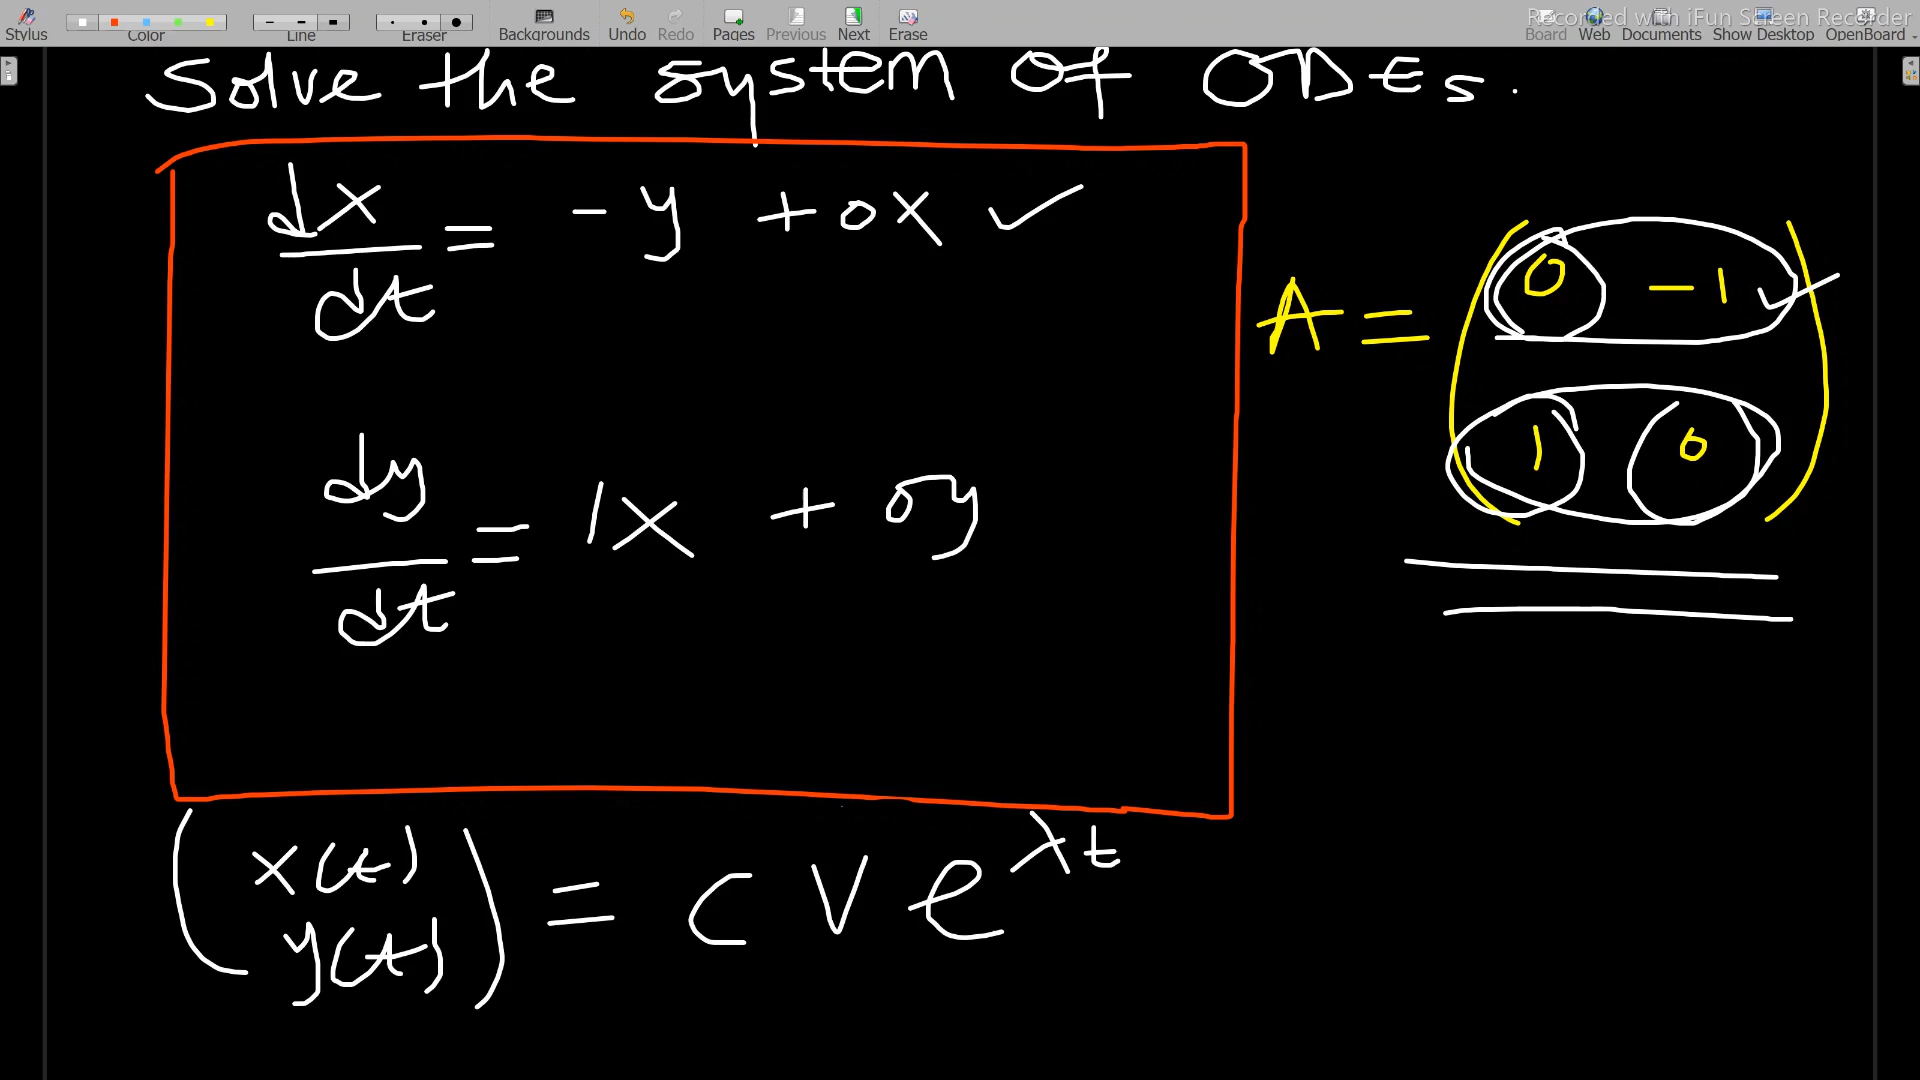 Recorded with iFun Screen Recorder
Stylus Color Line Eraser Backgrounds Undo Redo Pages Previous Next Erase Board Web Documents Show Desktop OpenBoard
Solve the system of ODEs.
dx/dt = - y + 0x ✓
A = ( 0 -1 ✓
1 0 )
dy/dt = 1x + 0y
( x(t)
y(t) ) = c v e^λt